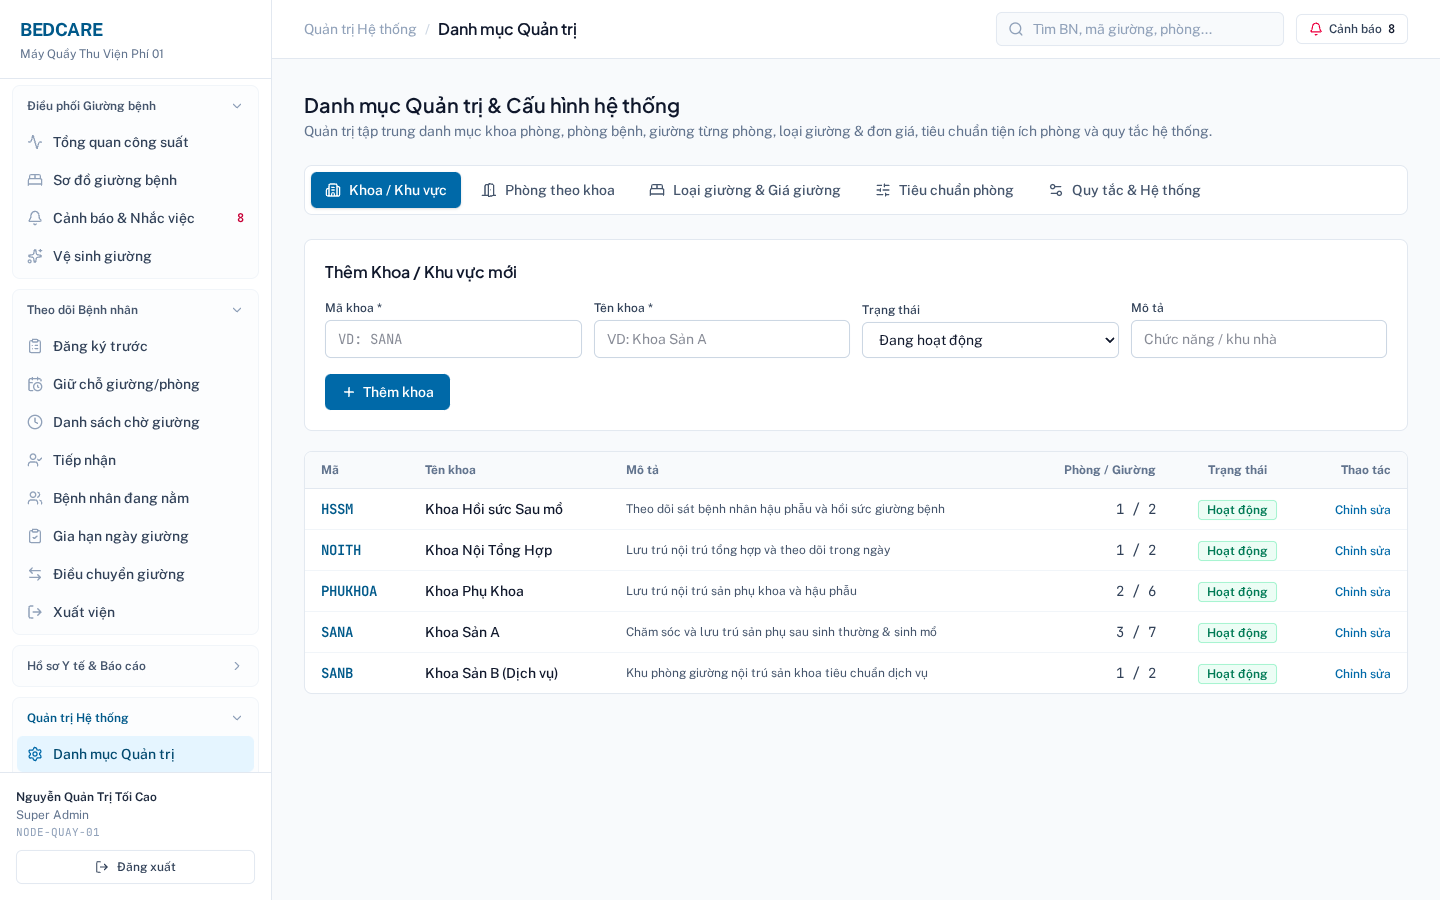 BEDCARE
Máy Quầy Thu Viện Phí 01
Điều phối Giường bệnh
Tổng quan công suất
Sơ đồ giường bệnh
Cảnh báo & Nhắc việc 8
Vệ sinh giường
Theo dõi Bệnh nhân
Đăng ký trước
Giữ chỗ giường/phòng
Danh sách chờ giường
Tiếp nhận
Bệnh nhân đang nằm
Gia hạn ngày giường
Điều chuyển giường
Xuất viện
Hồ sơ Y tế & Báo cáo
Quản trị Hệ thống
Danh mục Quản trị
Nguyễn Quản Trị Tối Cao
Super Admin
NODE-QUAY-01
Đăng xuất
Quản trị Hệ thống / Danh mục Quản trị
Tìm BN, mã giường, phòng...
Cảnh báo 8
Danh mục Quản trị & Cấu hình hệ thống
Quản trị tập trung danh mục khoa phòng, phòng bệnh, giường từng phòng, loại giường & đơn giá, tiêu chuẩn tiện ích phòng và quy tắc hệ thống.
Khoa / Khu vực Phòng theo khoa Loại giường & Giá giường Tiêu chuẩn phòng Quy tắc & Hệ thống
Thêm Khoa / Khu vực mới
Mã khoa * Tên khoa * Trạng thái Mô tả
VD: SANA VD: Khoa Sản A Đang hoạt động Chức năng / khu nhà
Thêm khoa
Mã Tên khoa Mô tả Phòng / Giường Trạng thái Thao tác
HSSM Khoa Hồi sức Sau mổ Theo dõi sát bệnh nhân hậu phẫu và hồi sức giường bệnh 1 / 2 Hoạt động Chỉnh sửa
NOITH Khoa Nội Tổng Hợp Lưu trú nội trú tổng hợp và theo dõi trong ngày 1 / 2 Hoạt động Chỉnh sửa
PHUKHOA Khoa Phụ Khoa Lưu trú nội trú sản phụ khoa và hậu phẫu 2 / 6 Hoạt động Chỉnh sửa
SANA Khoa Sản A Chăm sóc và lưu trú sản phụ sau sinh thường & sinh mổ 3 / 7 Hoạt động Chỉnh sửa
SANB Khoa Sản B (Dịch vụ) Khu phòng giường nội trú sản khoa tiêu chuẩn dịch vụ 1 / 2 Hoạt động Chỉnh sửa